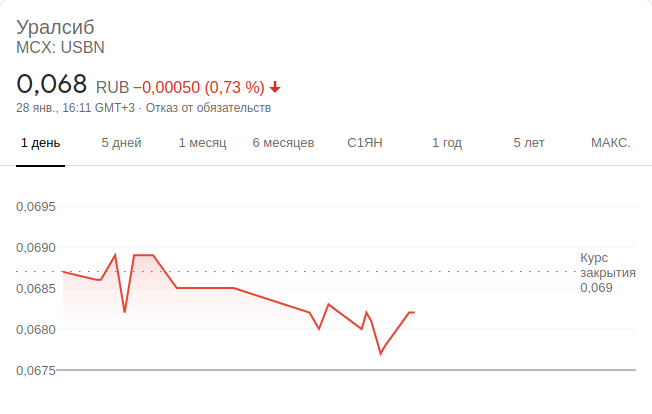 Уралсиб
MCX: USBN
0,068 RUB −0,00050 (0,73 %)
28 янв., 16:11 GMT+3 · Отказ от обязательств
1 день 5 дней 1 месяц 6 месяцев С1ЯН 1 год 5 лет МАКС.
0,0695
0,0690
Курс
закрытия
0,069
0,0685
0,0680
0,0675